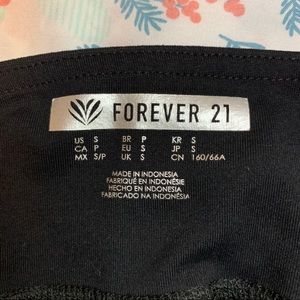 FOREVER 21
US S BR P KR S
CA P EU S JP S
MX S/P UK S CN 160/66A
MADE IN INDONESIA
FABRIQUÉ EN INDONÉSIE
HECHO EN INDONESIA
FABRICADO NA INDONÉSIA